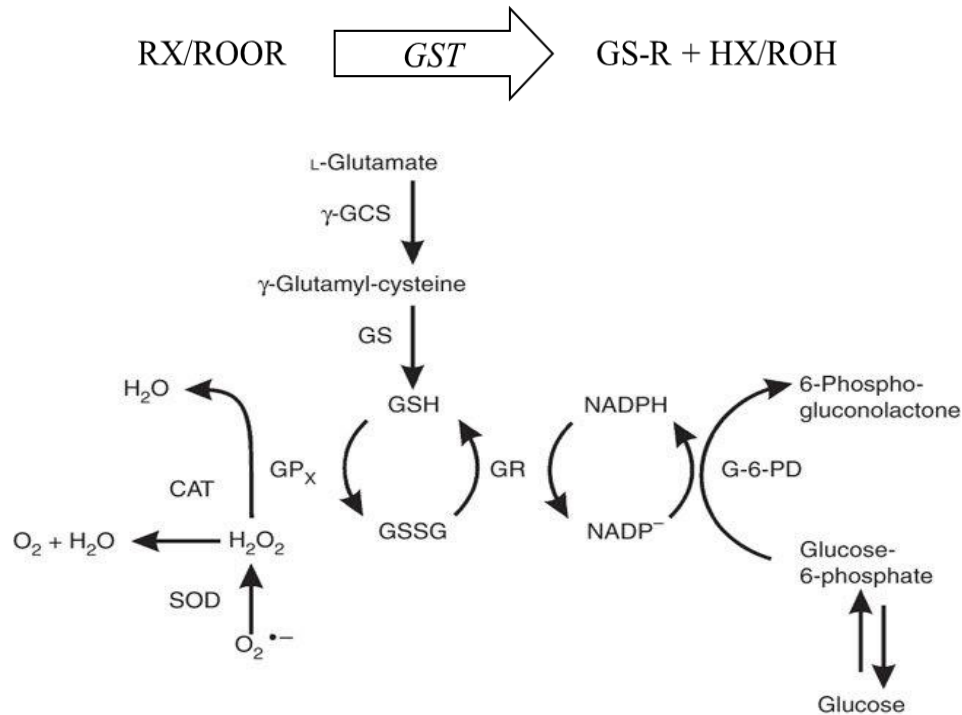 RX/ROOR GST GS-R + HX/ROH
L-Glutamate
γ-GCS
γ-Glutamyl-cysteine
GS
H₂O
GSH
NADPH
6-Phospho-
gluconolactone
CAT
GPX
GR
G-6-PD
O₂ + H₂O
H₂O₂
GSSG
NADP⁻
Glucose-
6-phosphate
SOD
O₂ •–
Glucose